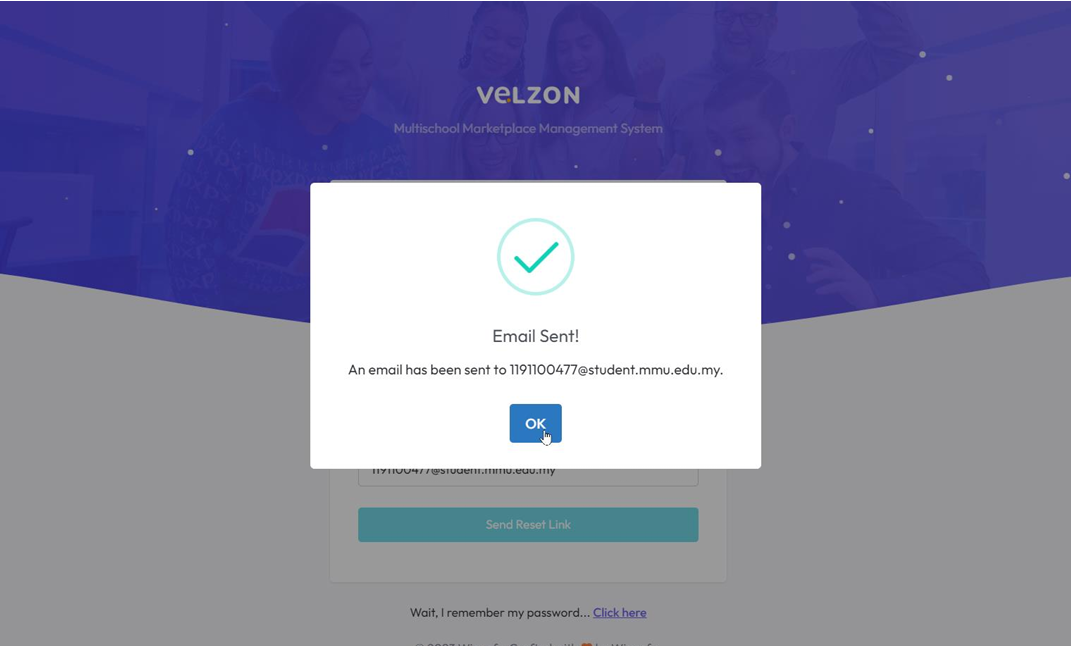 VELZON
Multischool Marketplace Management System
Email Sent!
An email has been sent to 1191100477@student.mmu.edu.my.
OK
1191100477@student.mmu.edu.my
Send Reset Link
Wait, I remember my password... Click here